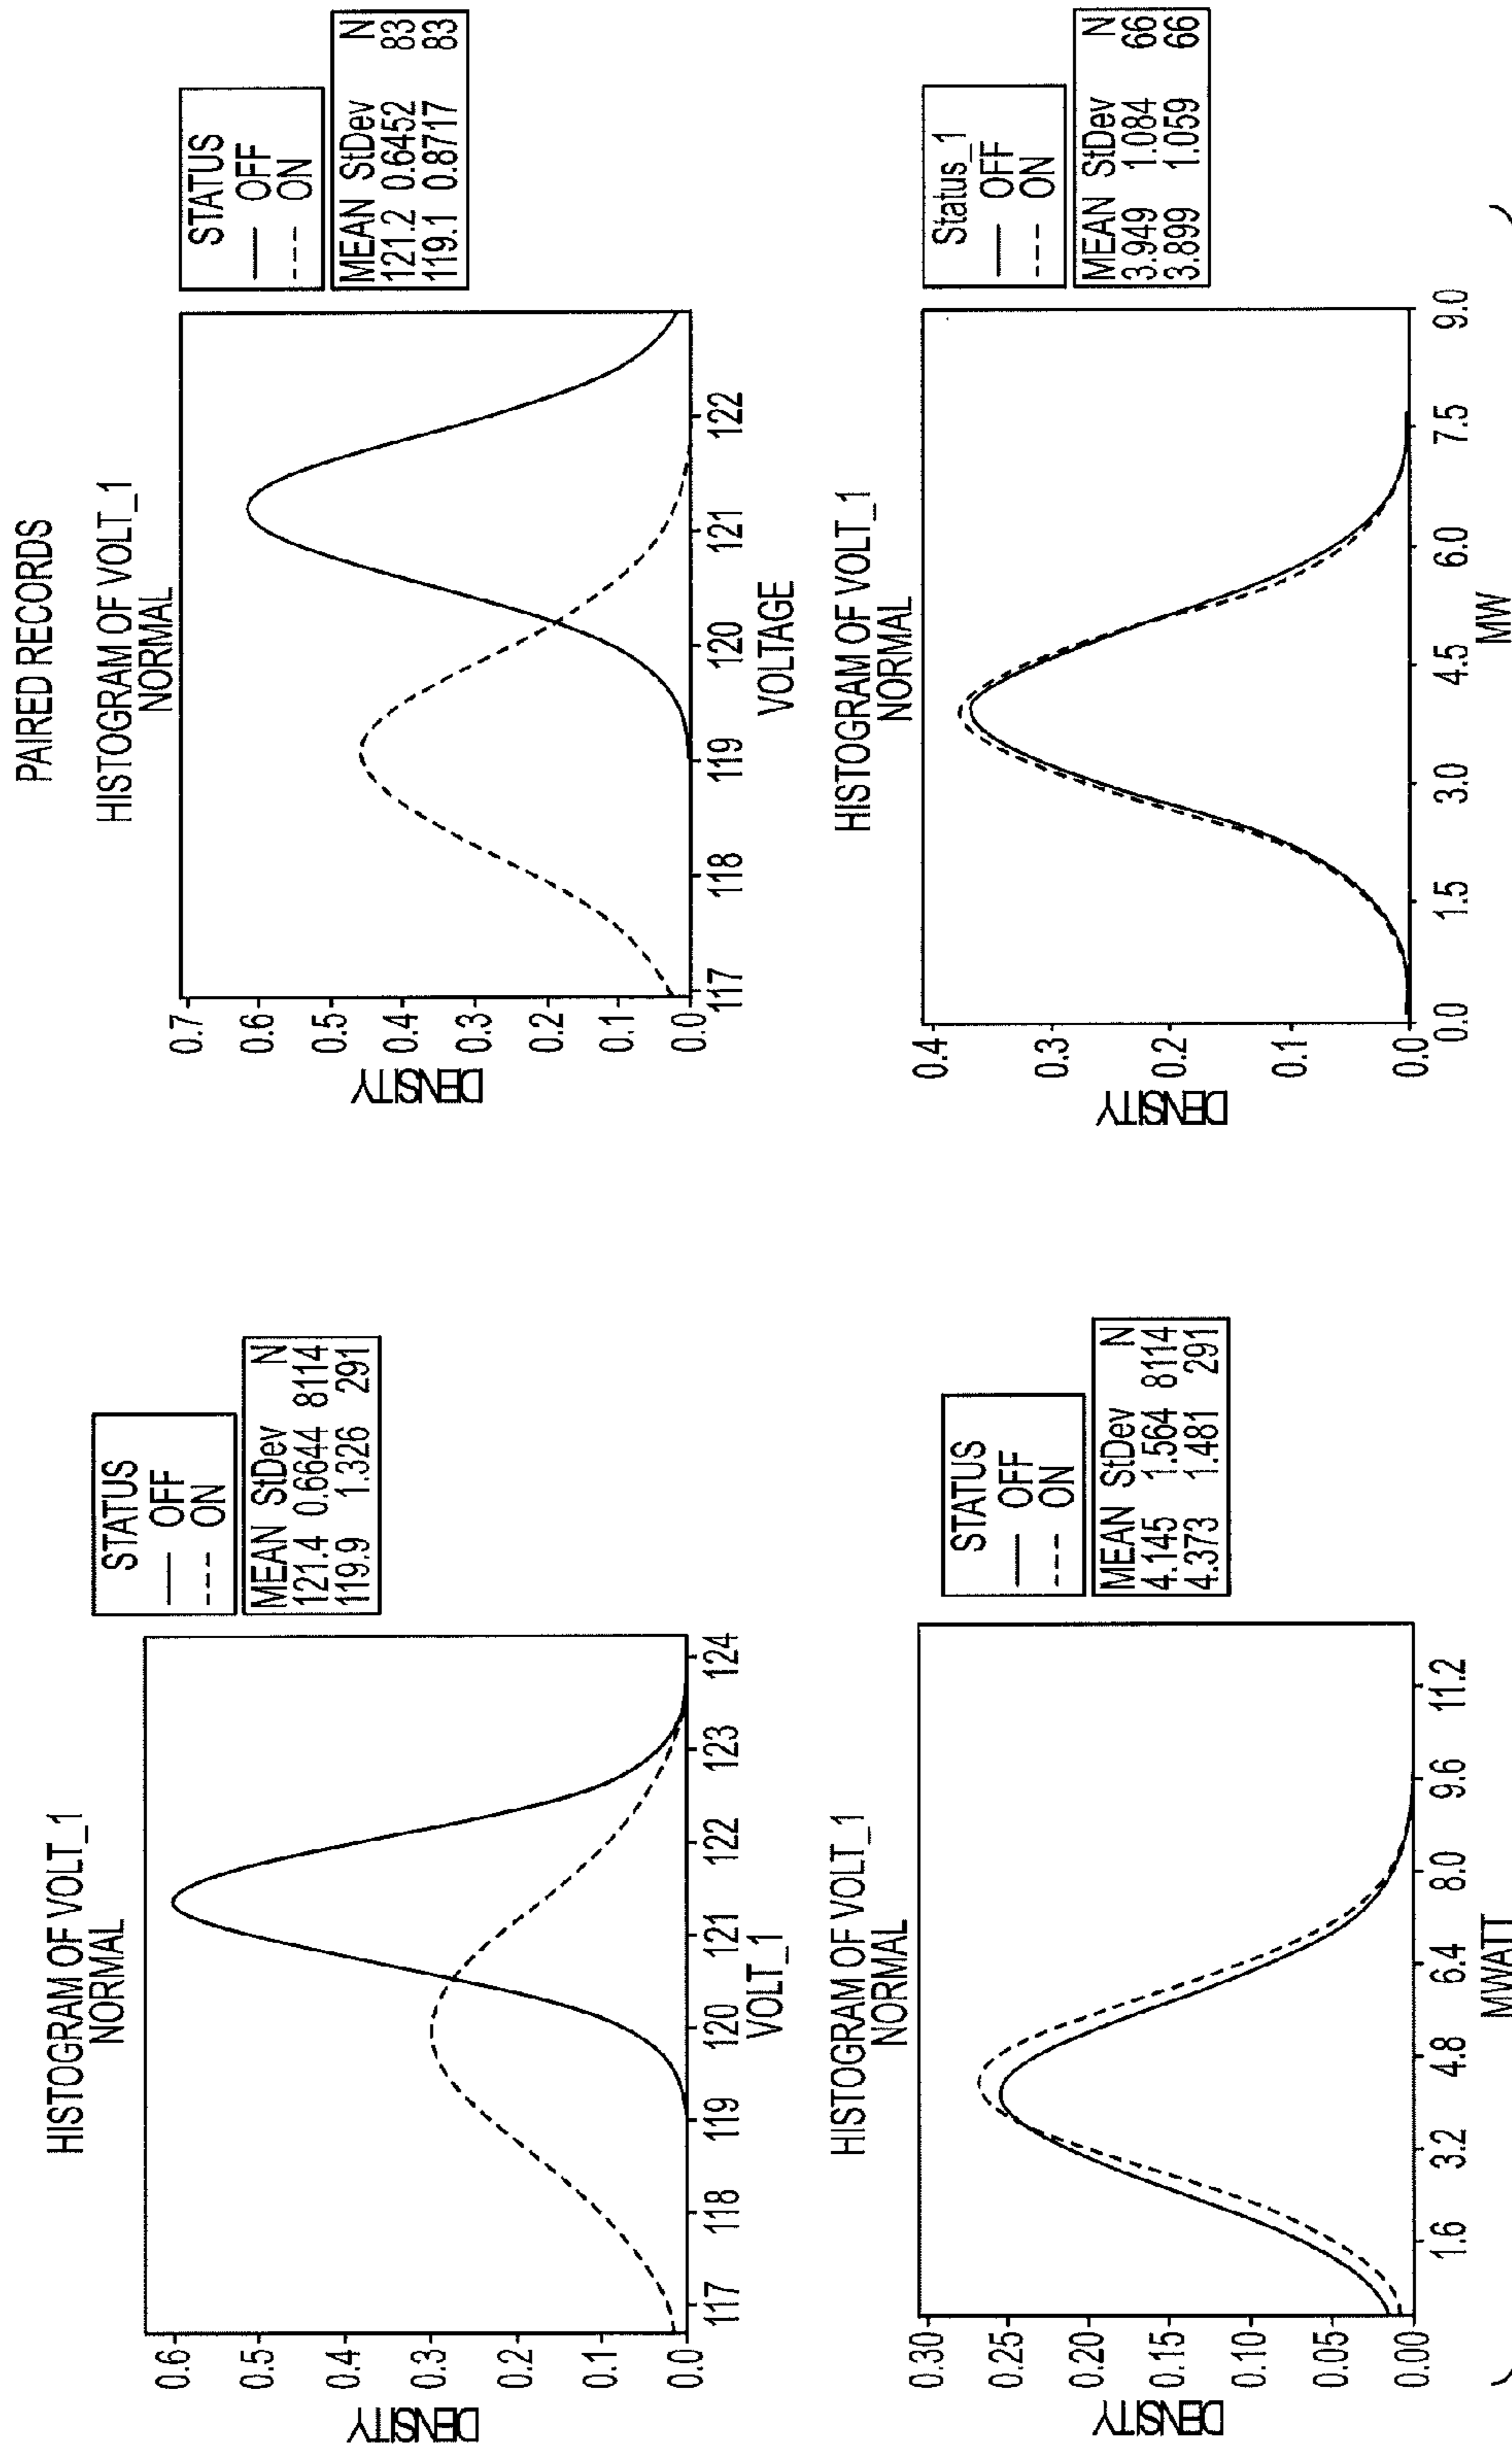 PAIRED RECORDS
HISTOGRAM OF VOLT_1
NORMAL
DENSITY
0.6
0.5
0.4
0.3
0.2
0.1
0.0
117 118 119 120 121 122 123 124
VOLT_1
STATUS
OFF
ON
MEAN StDev N
121.4 0.6644 8114
119.9 1.326 291
HISTOGRAM OF VOLT_1
NORMAL
DENSITY
0.7
0.6
0.5
0.4
0.3
0.2
0.1
0.0
117 118 119 120 121 122
VOLTAGE
STATUS
OFF
ON
MEAN StDev N
121.2 0.6452 83
119.1 0.8717 83
HISTOGRAM OF VOLT_1
NORMAL
DENSITY
0.30
0.25
0.20
0.15
0.10
0.05
0.00
1.6 3.2 4.8 6.4 8.0 9.6 11.2
MWATT
STATUS
OFF
ON
MEAN StDev N
4.145 1.564 8114
4.373 1.481 291
HISTOGRAM OF VOLT_1
NORMAL
DENSITY
0.4
0.3
0.2
0.1
0.0
0.0 1.5 3.0 4.5 6.0 7.5 9.0
MW
Status_1
OFF
ON
MEAN StDev N
3.949 1.084 66
3.899 1.059 66